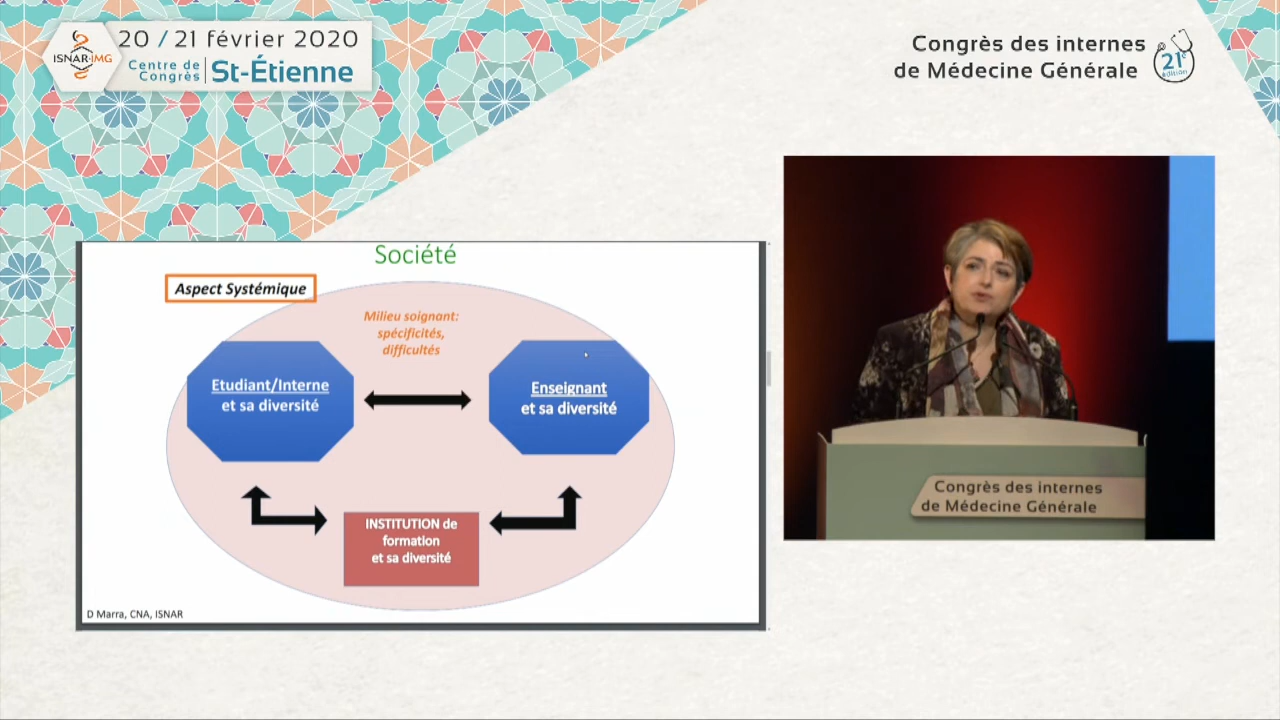 ISNAR-IMG
20 / 21 février 2020
Centre de
Congrès
St-Étienne
Congrès des internes
de Médecine Générale
21e
édition
Société
Aspect Systémique
Milieu soignant:
spécificités,
difficultés
Etudiant/Interne
et sa diversité
Enseignant
et sa diversité
INSTITUTION de
formation
et sa diversité
D Marra, CNA, ISNAR
Congrès des internes
de Médecine Générale